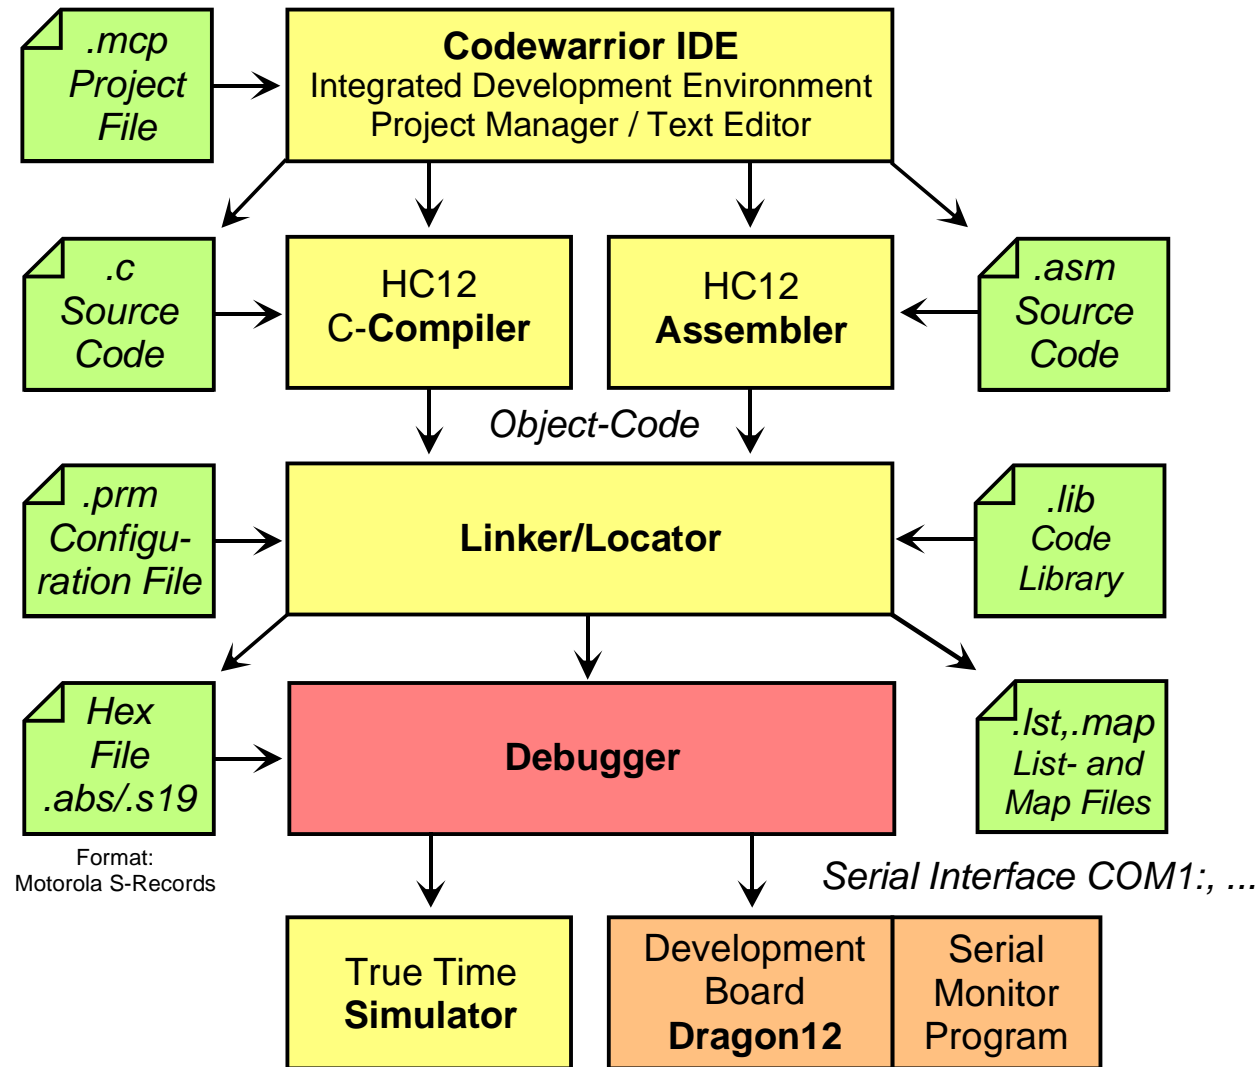 .mcp
Project
File
Codewarrior IDE
Integrated Development Environment
Project Manager / Text Editor
.c
Source
Code
HC12
C-Compiler
HC12
Assembler
.asm
Source
Code
Object-Code
.prm
Configu-
ration File
Linker/Locator
.lib
Code
Library
Hex
File
.abs/.s19
Debugger
.lst,.map
List- and
Map Files
Format:
Motorola S-Records
Serial Interface COM1:, ...
True Time
Simulator
Development
Board
Dragon12
Serial
Monitor
Program